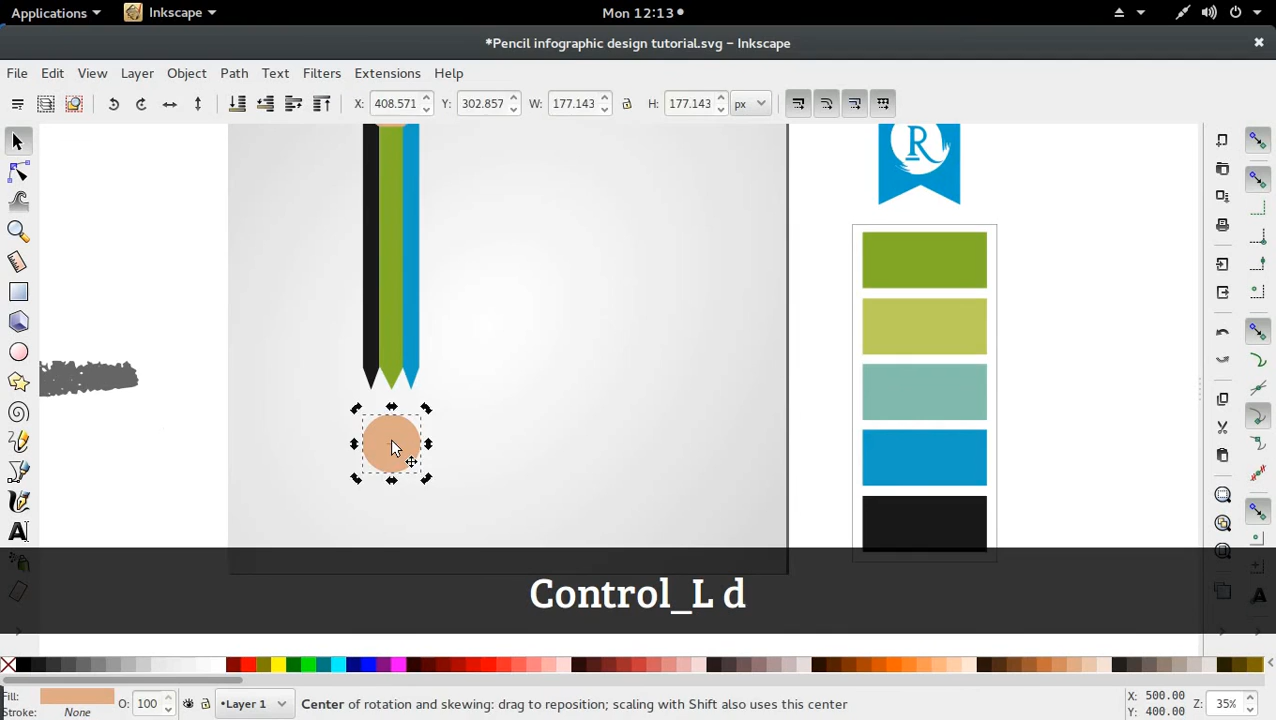 Applications
Inkscape
Mon 12:13
*Pencil infographic design tutorial.svg – Inkscape
File Edit View Layer Object Path Text Filters Extensions Help
X: 408.571 Y: 302.857 W: 177.143 H: 177.143 px
R
Control_L d
Fill:
Stroke: None
O: 100
•Layer 1
Center of rotation and skewing: drag to reposition; scaling with Shift also uses this center
X: 500.00
Y: 400.00
Z: 35%